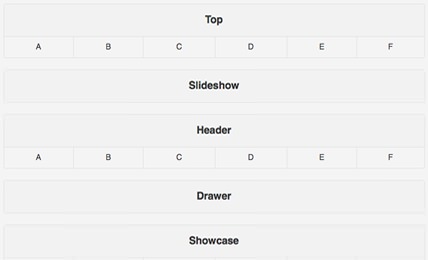 Top
A B C D E F
Slideshow
Header
A B C D E F
Drawer
Showcase